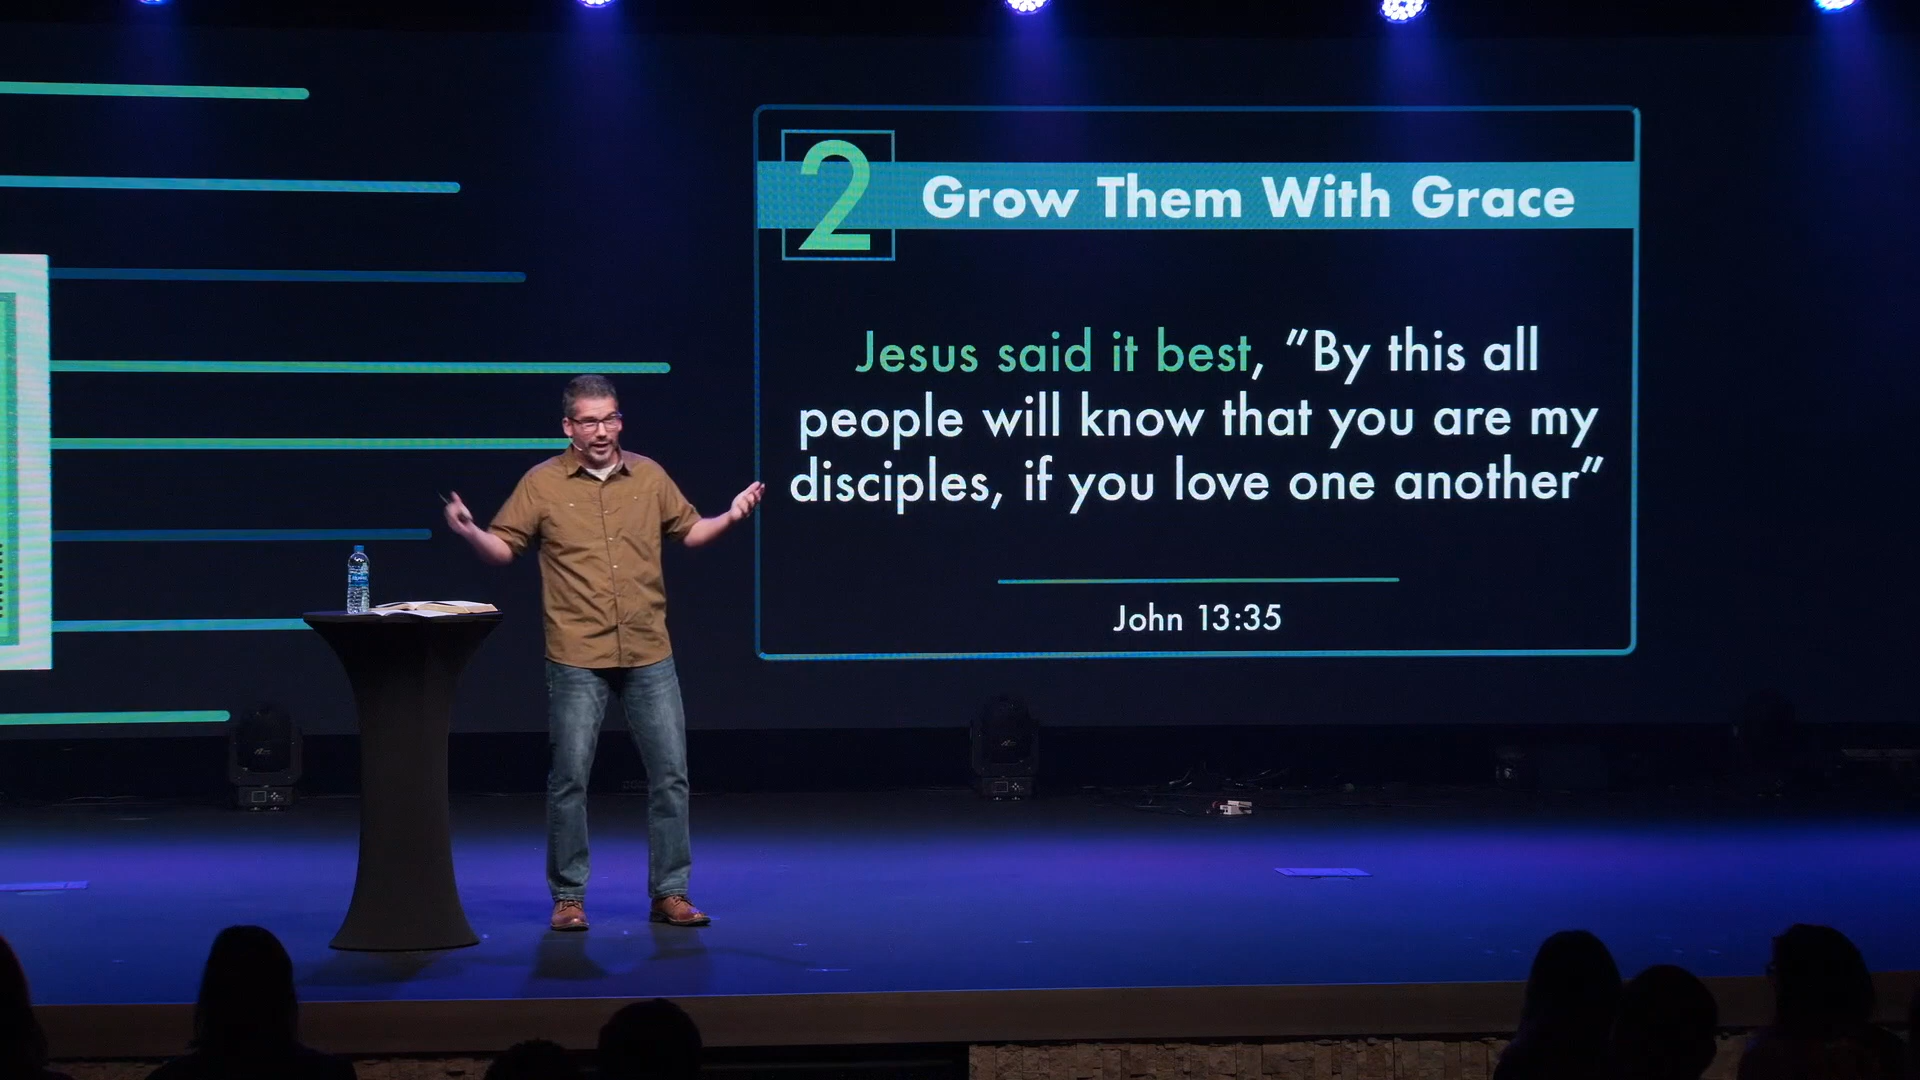 2
Grow Them With Grace
Jesus said it best, "By this all
people will know that you are my
disciples, if you love one another"
John 13:35